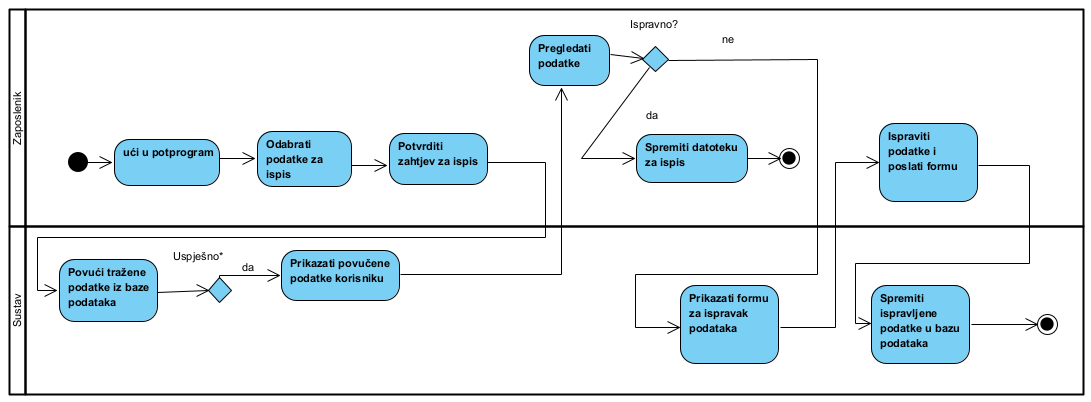 Zaposlenik
ući u potprogram
Odabrati
podatke za
ispis
Potvrditi
zahtjev za ispis
Pregledati
podatke
Ispravno?
ne
da
Spremiti datoteku
za ispis
Ispraviti
podatke i
poslati formu
Sustav
Povući tražene
podatke iz baze
podataka
Uspješno*
da
Prikazati povučene
podatke korisniku
Prikazati formu
za ispravak
podataka
Spremiti
ispravljene
podatke u bazu
podataka